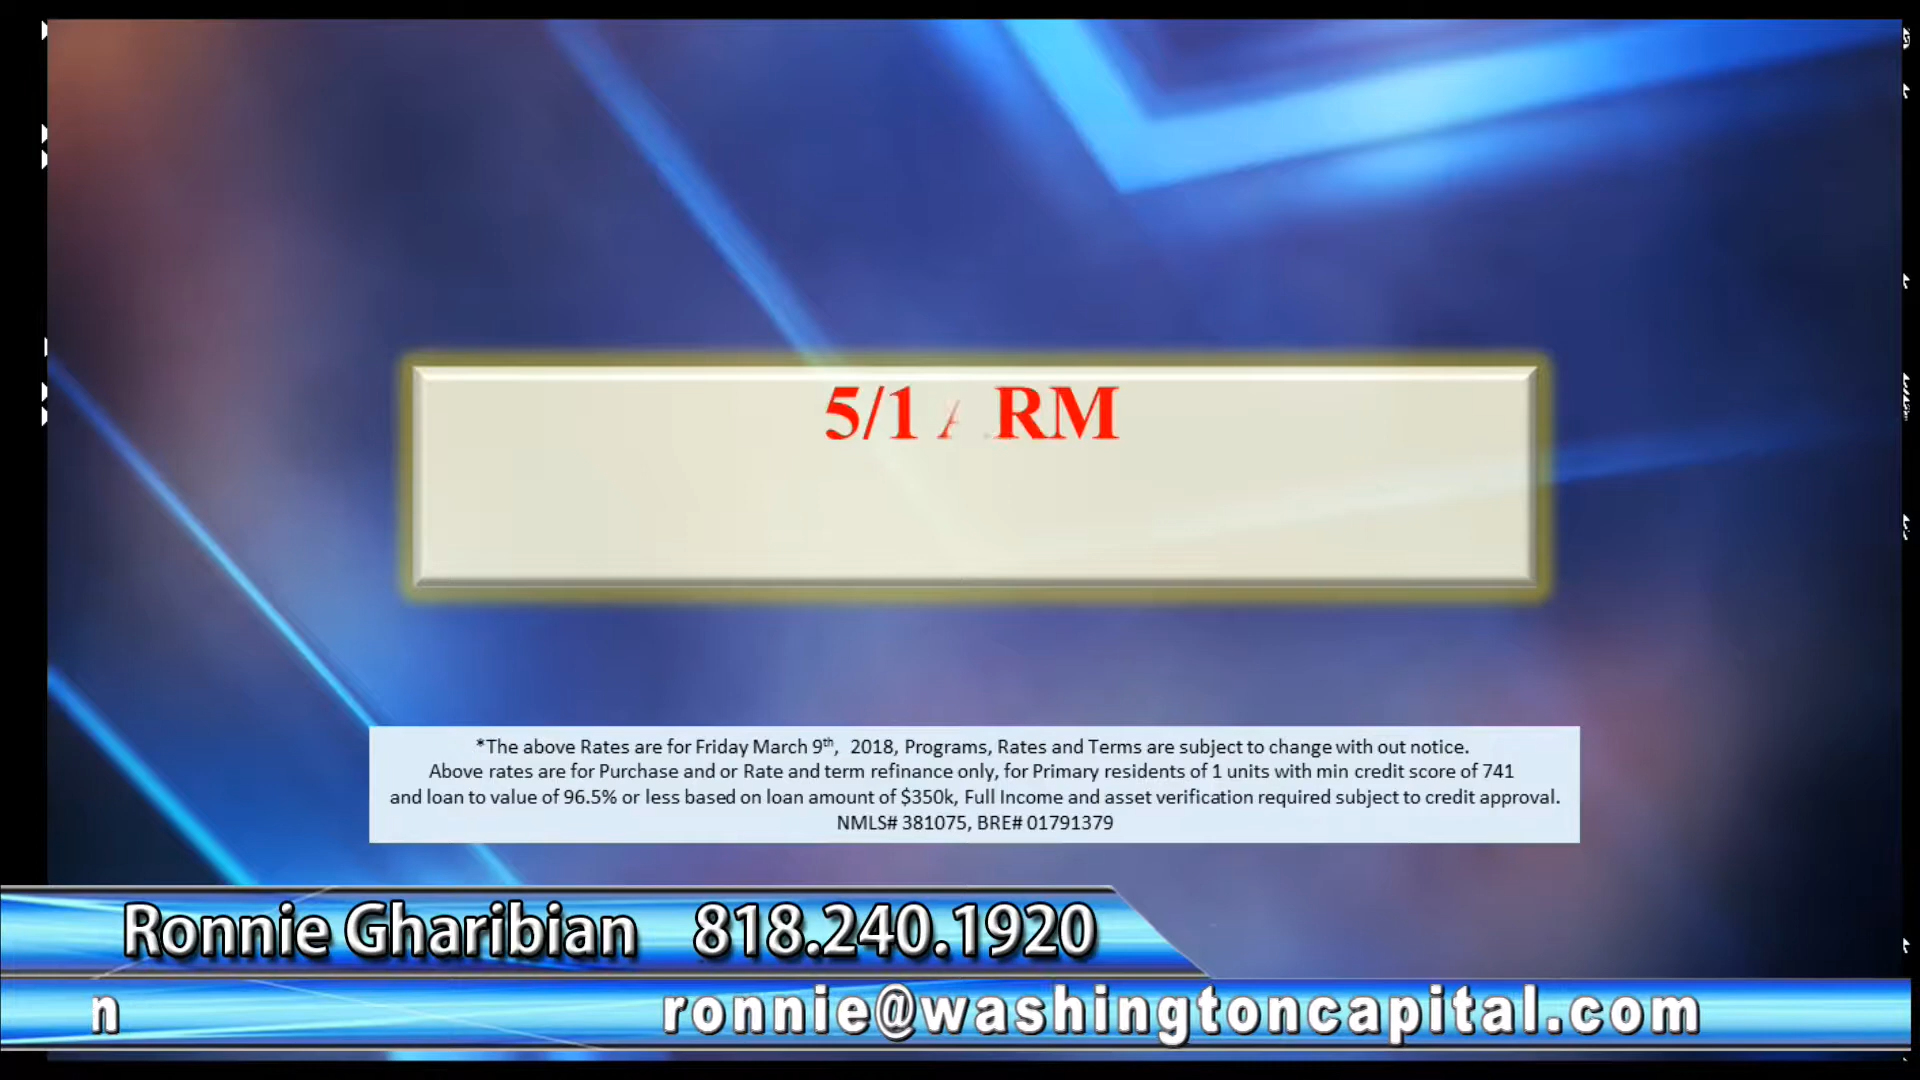 5/1 ARM
*The above Rates are for Friday March 9th, 2018, Programs, Rates and Terms are subject to change with out notice.
Above rates are for Purchase and or Rate and term refinance only, for Primary residents of 1 units with min credit score of 741
and loan to value of 96.5% or less based on loan amount of $350k, Full Income and asset verification required subject to credit approval.
NMLS# 381075, BRE# 01791379
Ronnie Gharibian 818.240.1920
n ronnie@washingtoncapital.com